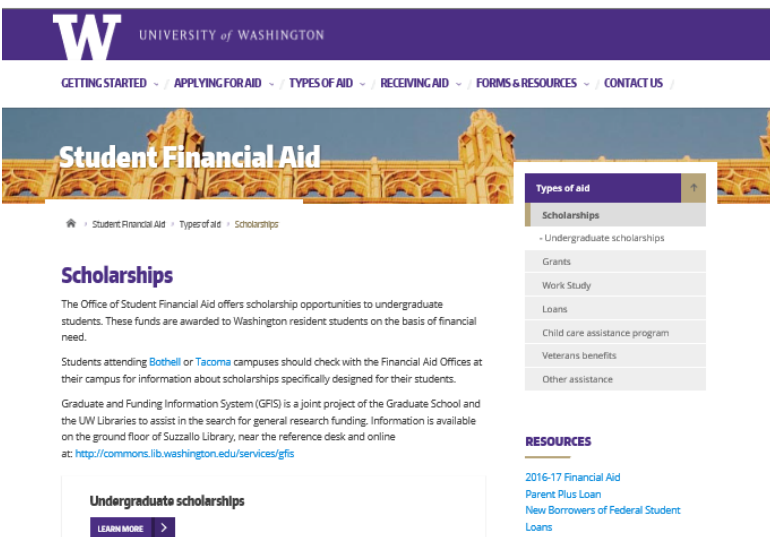 W UNIVERSITY of WASHINGTON
GETTING STARTED / APPLYING FOR AID / TYPES OF AID / RECEIVING AID / FORMS & RESOURCES / CONTACT US /
Student Financial Aid
Student Financial Aid › Types of aid › Scholarships
Scholarships
The Office of Student Financial Aid offers scholarship opportunities to undergraduate
students. These funds are awarded to Washington resident students on the basis of financial
need.
Students attending Bothell or Tacoma campuses should check with the Financial Aid Offices at
their campus for information about scholarships specifically designed for their students.
Graduate and Funding Information System (GFIS) is a joint project of the Graduate School and
the UW Libraries to assist in the search for general research funding. Information is available
on the ground floor of Suzzallo Library, near the reference desk and online
at: http://commons.lib.washington.edu/services/gfis
Undergraduate scholarships
LEARN MORE >
Types of aid
Scholarships
- Undergraduate scholarships
Grants
Work Study
Loans
Child care assistance program
Veterans benefits
Other assistance
RESOURCES
2016-17 Financial Aid
Parent Plus Loan
New Borrowers of Federal Student
Loans